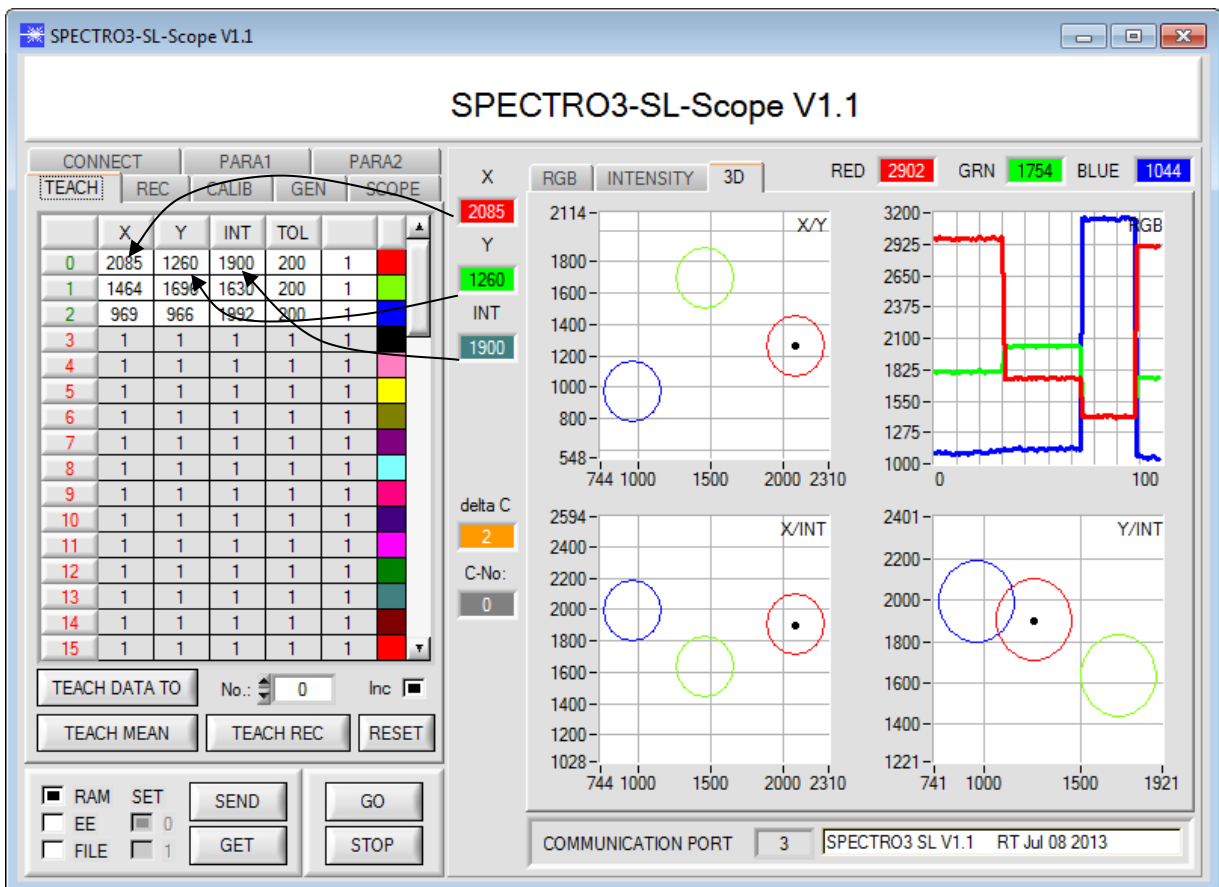 SPECTRO3-SL-Scope V1.1
SPECTRO3-SL-Scope V1.1
CONNECT PARA1 PARA2
TEACH REC CALIB GEN SCOPE
X Y INT TOL
0 2085 1260 1900 200 1
1 1464 1696 1630 200 1
2 969 966 1992 200 1
3 1 1 1 1 1
4 1 1 1 1 1
5 1 1 1 1 1
6 1 1 1 1 1
7 1 1 1 1 1
8 1 1 1 1 1
9 1 1 1 1 1
10 1 1 1 1 1
11 1 1 1 1 1
12 1 1 1 1 1
13 1 1 1 1 1
14 1 1 1 1 1
15 1 1 1 1 1
TEACH DATA TO No.: 0 Inc
TEACH MEAN TEACH REC RESET
RAM SET SEND GO
EE 0
FILE 1 GET STOP
X
2085
Y
1260
INT
1900
delta C
2
C-No:
0
RGB INTENSITY 3D RED 2902 GRN 1754 BLUE 1044
X/Y
2114
1800
1600
1400
1200
1000
800
548
744 1000 1500 2000 2310
RGB
3200
2925
2650
2375
2100
1825
1550
1275
1000
0 100
X/INT
2594
2400
2200
2000
1800
1600
1400
1200
1028
744 1000 1500 2000 2310
Y/INT
2401
2200
2000
1800
1600
1400
1221
741 1000 1500 1921
COMMUNICATION PORT 3 SPECTRO3 SL V1.1 RT Jul 08 2013